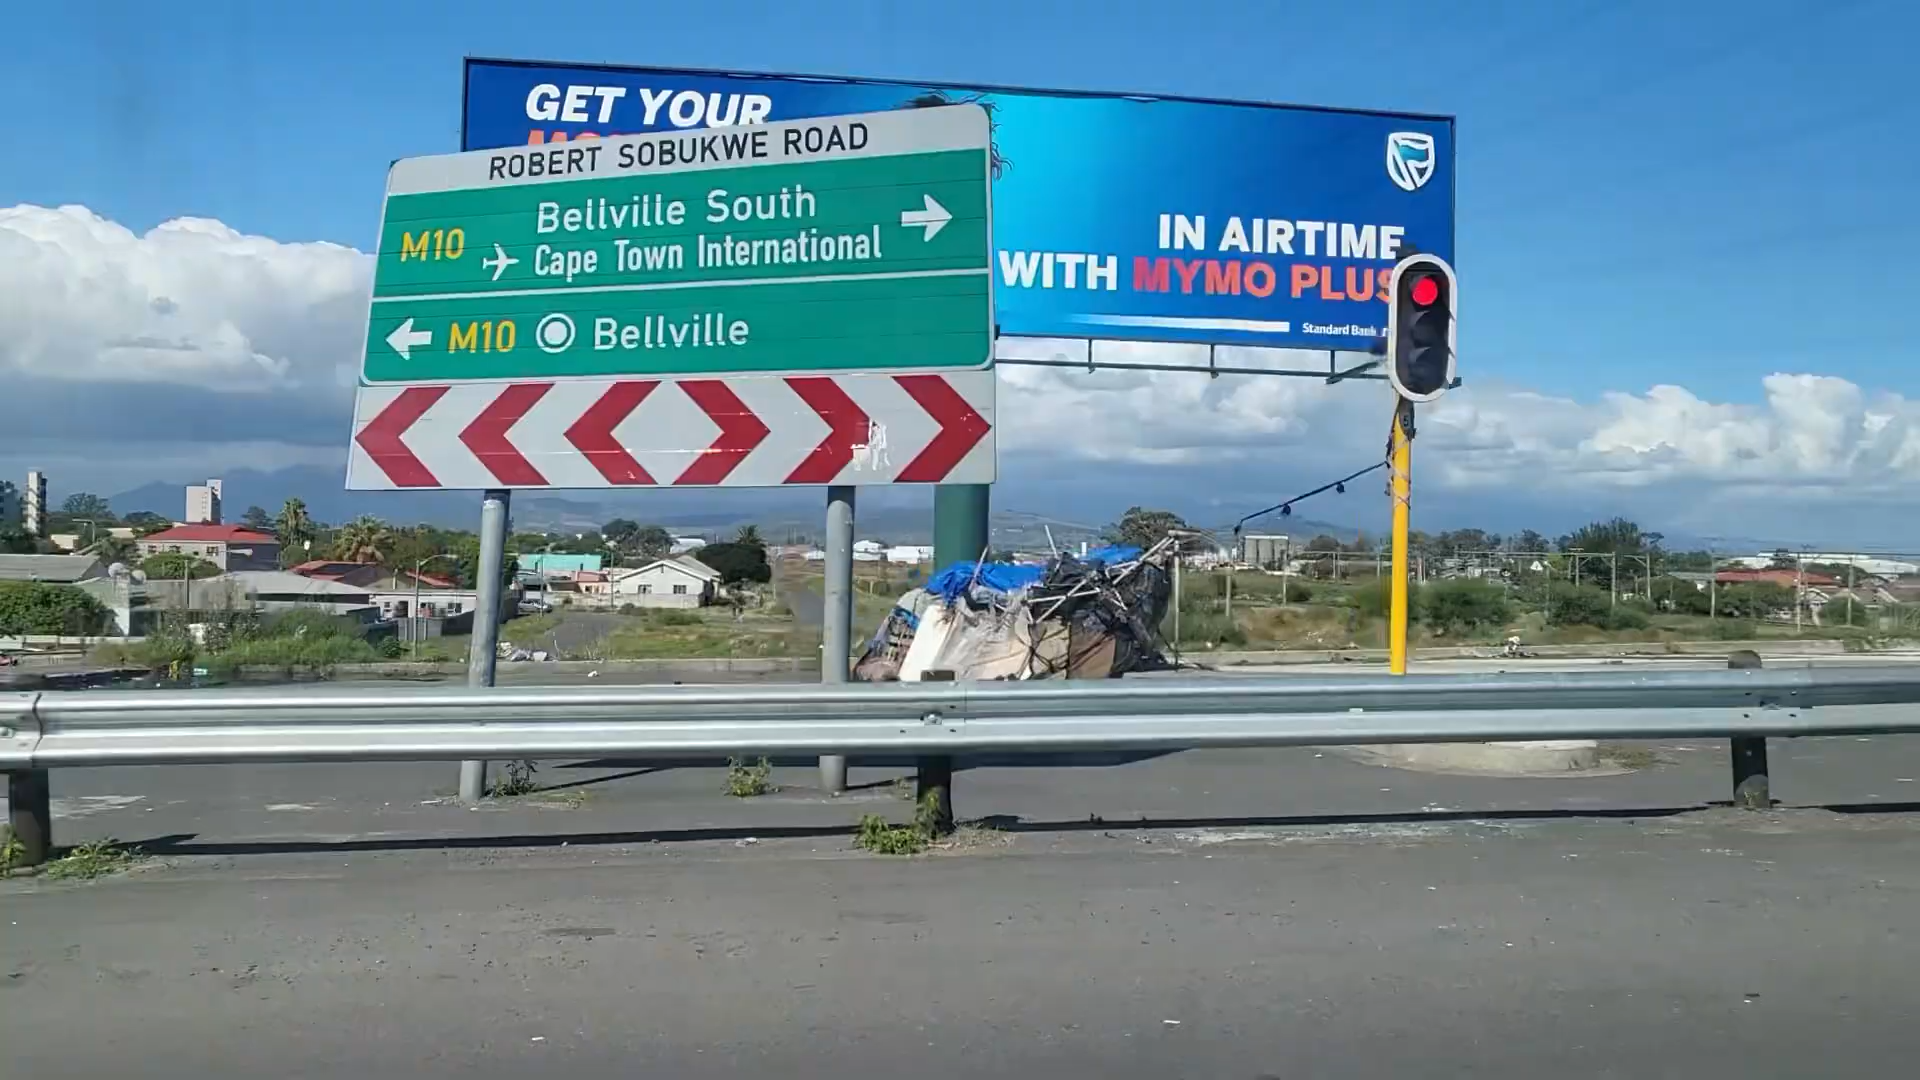 GET YOUR
ROBERT SOBUKWE ROAD
M10
Bellville South
Cape Town International
M10 Bellville
IN AIRTIME
WITH MYMO PLUS
Standard Bank